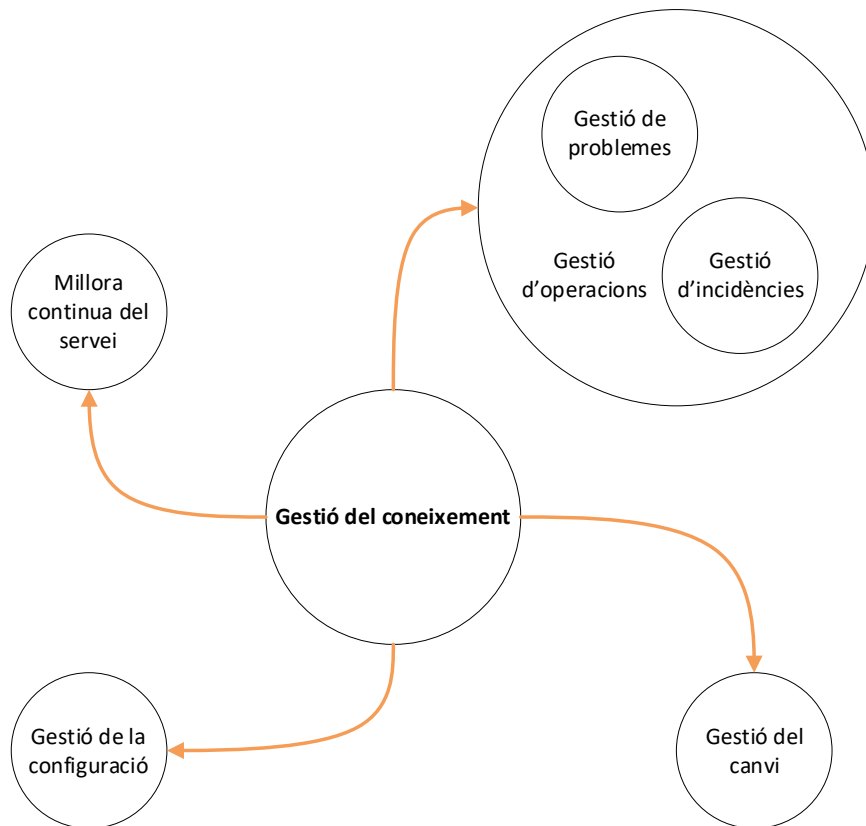 Gestió de
problemes
Gestió
d’operacions
Gestió
d’incidències
Millora
continua del
servei
Gestió del coneixement
Gestió de la
configuració
Gestió del
canvi